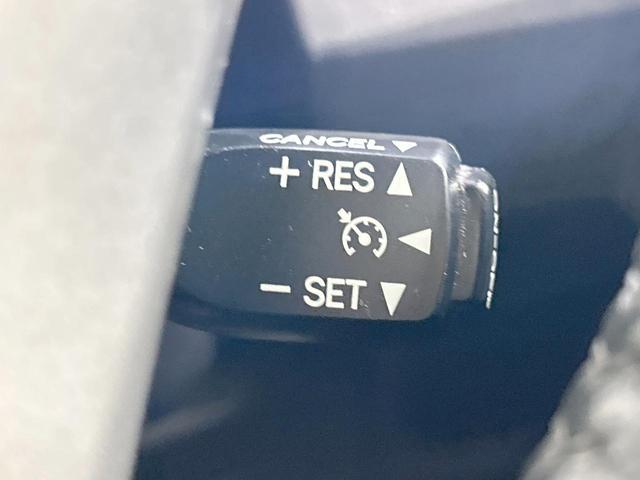 CANCEL ▼
+ RES ▲
◀
− SET ▼